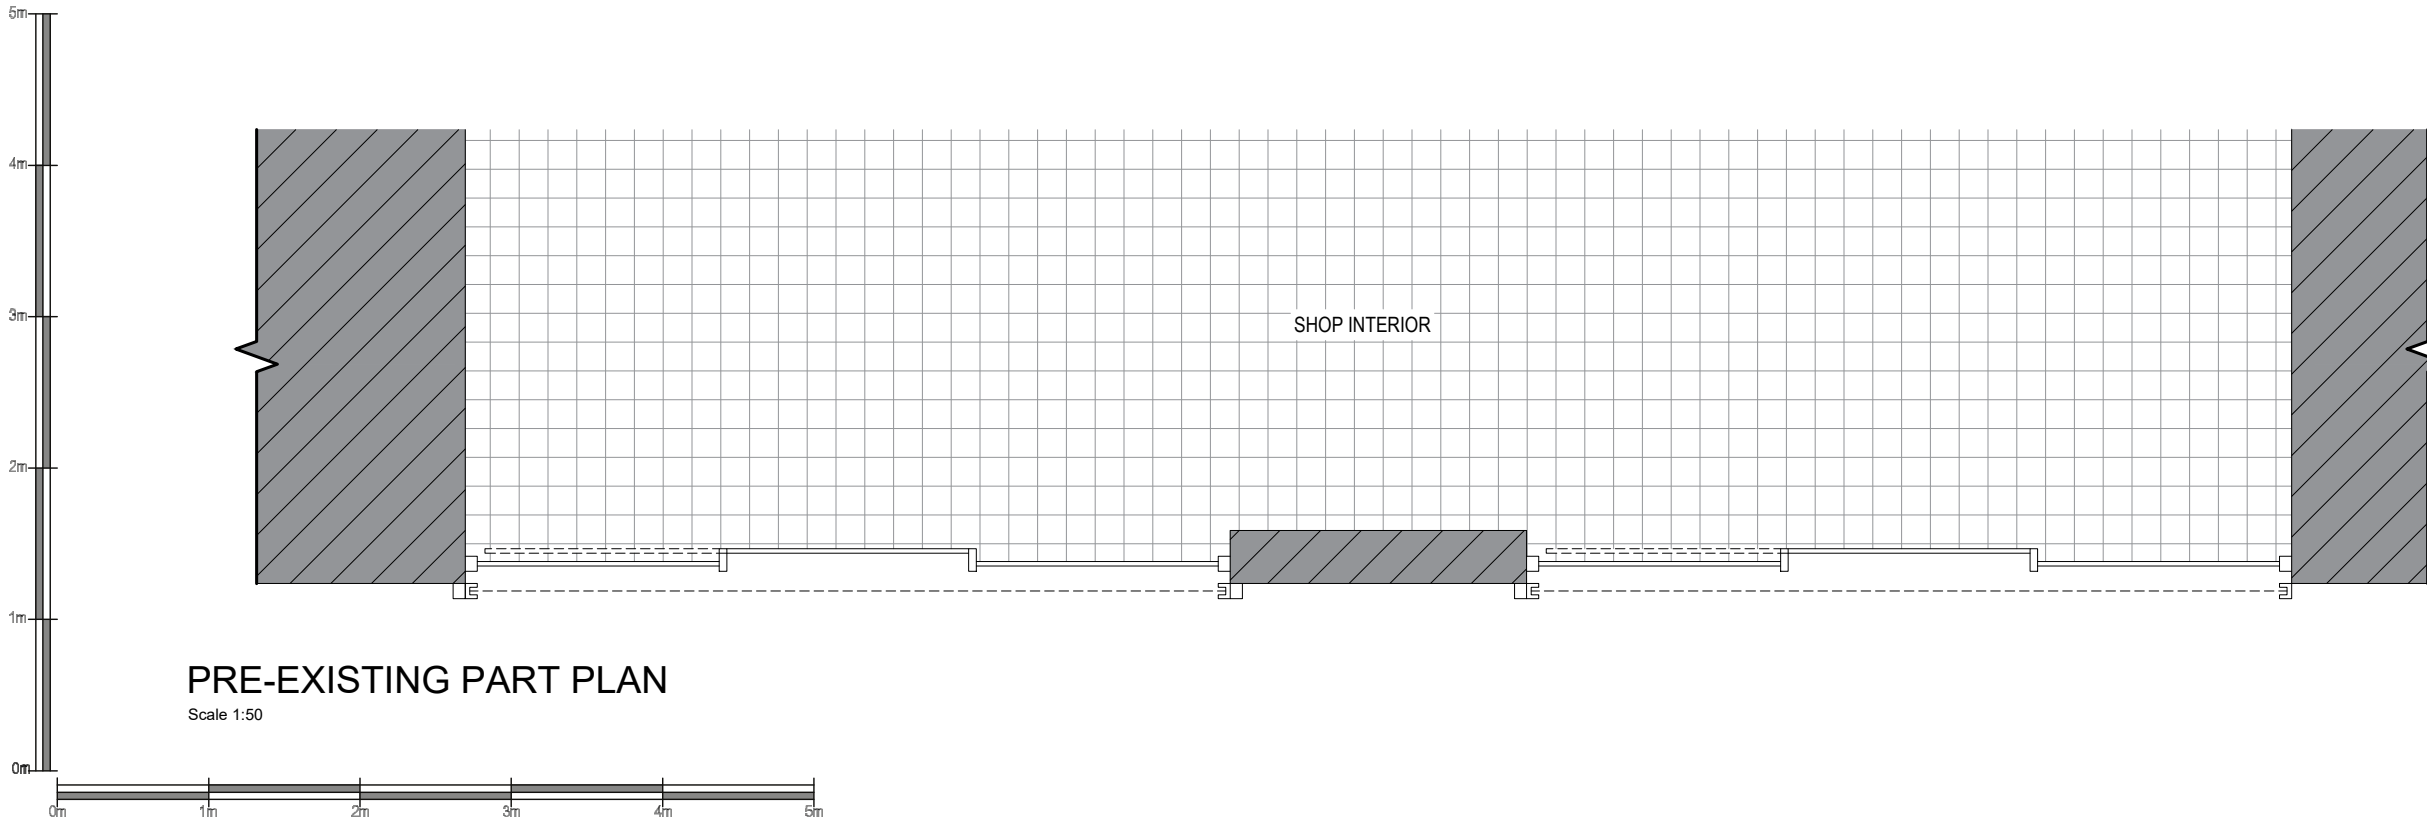 5m
4m
3m
SHOP INTERIOR
2m
1m
PRE-EXISTING PART PLAN
Scale 1:50
0m
0m 1m 2m 3m 4m 5m